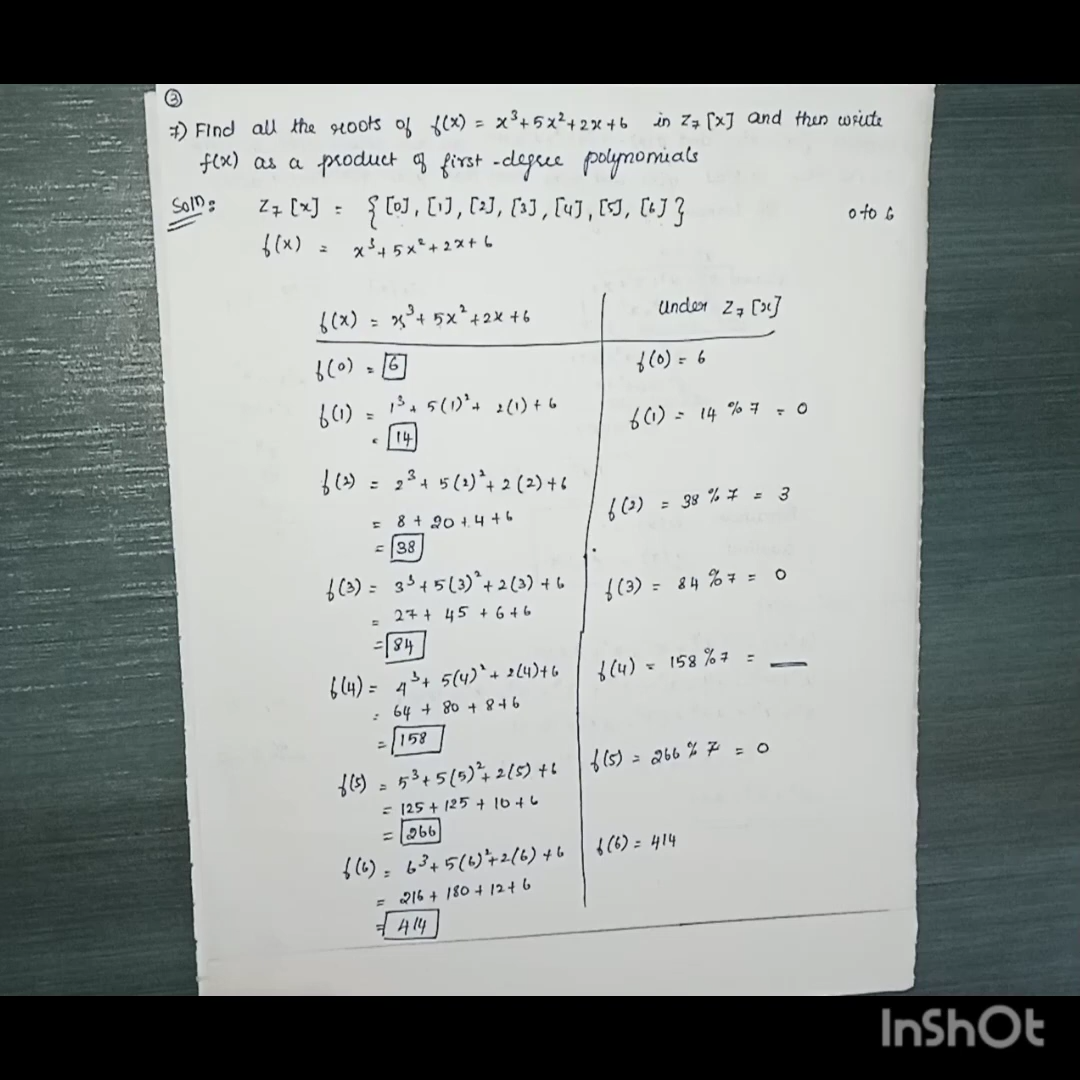 ③
7) Find all the roots of f(x) = x³+5x²+2x+6 in Z₇[x] and then write
f(x) as a product of first-degree polynomials
Soln: Z₇[x] = {[0], [1], [2], [3], [4], [5], [6]} 0 to 6
f(x) = x³+5x²+2x+6
f(x) = x³+5x²+2x+6 Under Z₇[x]
f(0) = 6 f(0) = 6
f(1) = 1³+5(1)²+2(1)+6 f(1) = 14 % 7 = 0
= 14
f(2) = 2³+5(2)²+2(2)+6 f(2) = 38 % 7 = 3
= 8+20+4+6
= 38
f(3) = 3³+5(3)²+2(3)+6 f(3) = 84 % 7 = 0
= 27+45+6+6
= 84
f(4) = 4³+5(4)²+2(4)+6 f(4) = 158 % 7 = __
= 64+80+8+6
= 158
f(5) = 5³+5(5)²+2(5)+6 f(5) = 266 % 7 = 0
= 125+125+10+6
= 266
f(6) = 6³+5(6)²+2(6)+6 f(6) = 414
= 216+180+12+6
= 414
InShOt